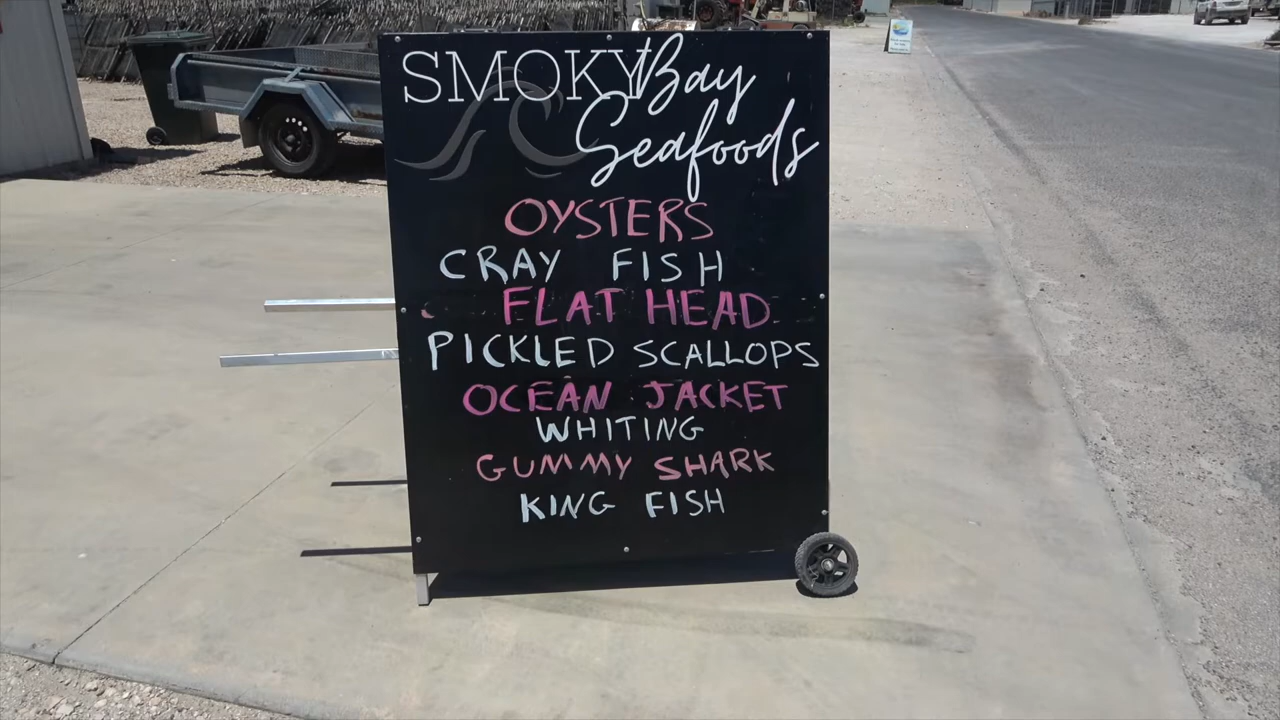 SMOKY Bay
Seafoods
OYSTERS
CRAY FISH
FLAT HEAD
PICKLED SCALLOPS
OCEAN JACKET
WHITING
GUMMY SHARK
KING FISH